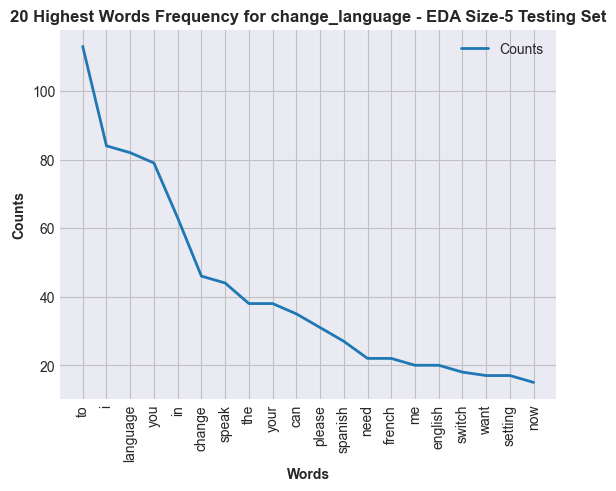 20 Highest Words Frequency for change_language - EDA Size-5 Testing Set
Counts
100
80
60
40
20
Counts
to
i
language
you
in
change
speak
the
your
can
please
spanish
need
french
me
english
switch
want
setting
now
Words